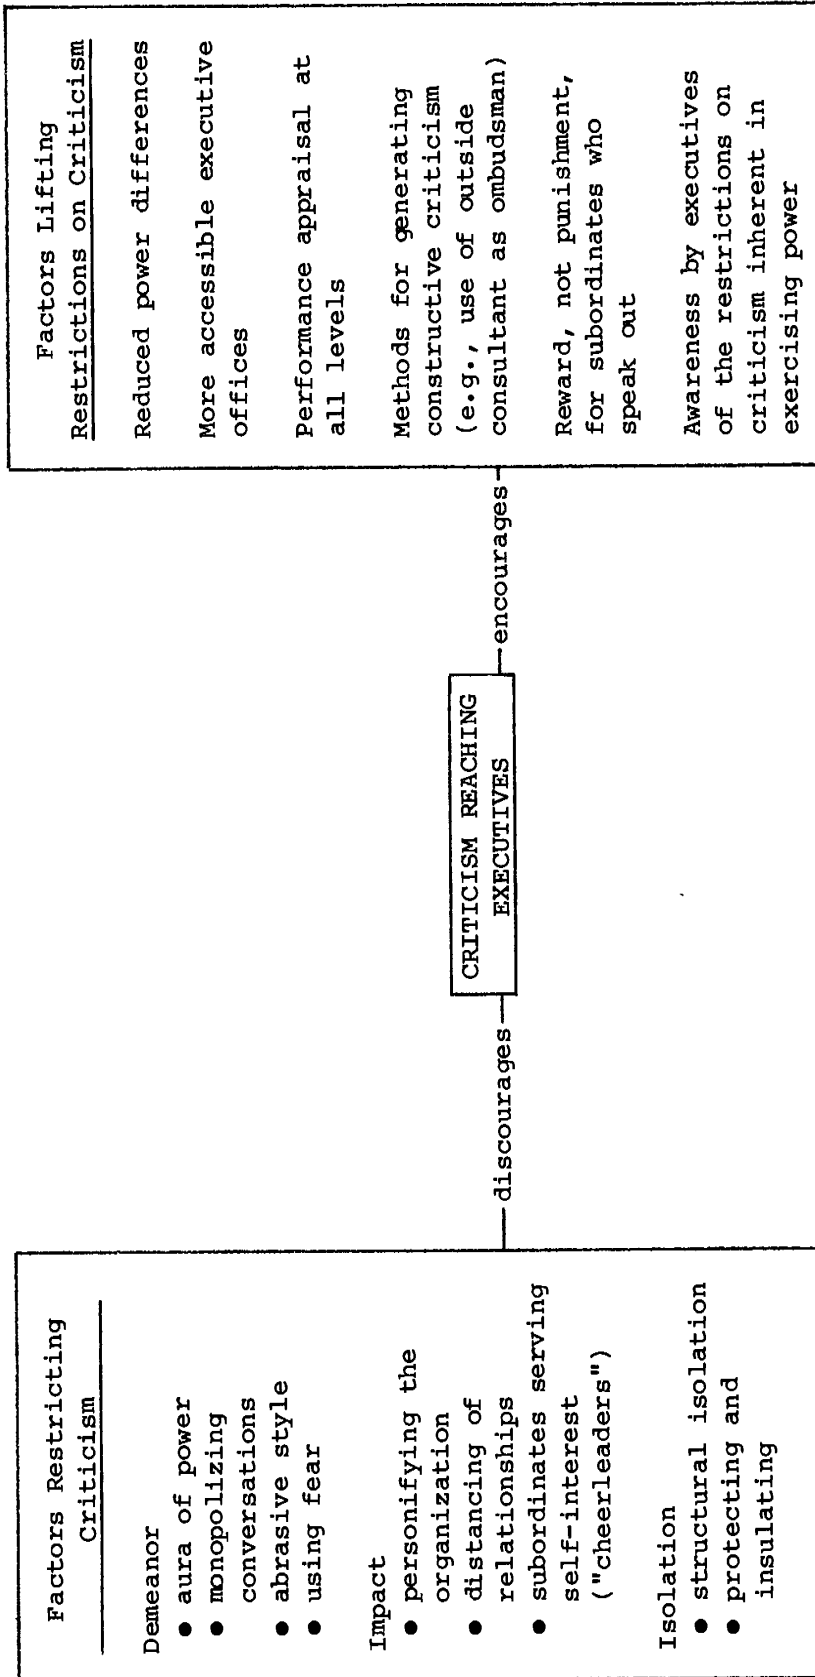 Factors Restricting
Criticism
Demeanor
● aura of power
● monopolizing
conversations
● abrasive style
● using fear
Impact
● personifying the
organization
● distancing of
relationships
● subordinates serving
self-interest
("cheerleaders")
Isolation
● structural isolation
● protecting and
insulating
discourages
CRITICISM REACHING
EXECUTIVES
encourages
Factors Lifting
Restrictions on Criticism
Reduced power differences
More accessible executive
offices
Performance appraisal at
all levels
Methods for generating
constructive criticism
(e.g., use of outside
consultant as ombudsman)
Reward, not punishment,
for subordinates who
speak out
Awareness by executives
of the restrictions on
criticism inherent in
exercising power